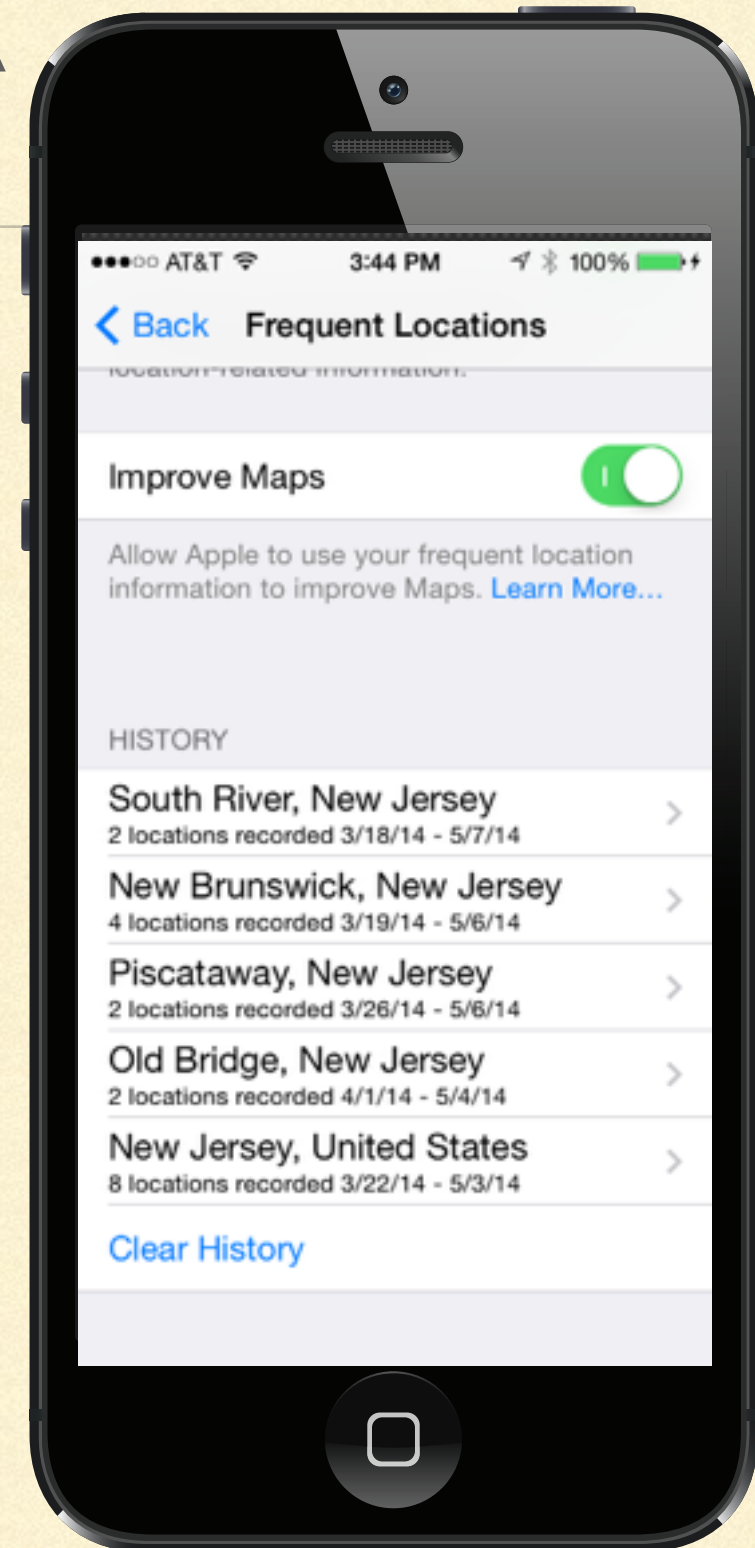 AT&T 3:44 PM 100%
Back Frequent Locations
location-related information.
Improve Maps
Allow Apple to use your frequent location
information to improve Maps. Learn More...
HISTORY
South River, New Jersey
2 locations recorded 3/18/14 - 5/7/14
New Brunswick, New Jersey
4 locations recorded 3/19/14 - 5/6/14
Piscataway, New Jersey
2 locations recorded 3/26/14 - 5/6/14
Old Bridge, New Jersey
2 locations recorded 4/1/14 - 5/4/14
New Jersey, United States
8 locations recorded 3/22/14 - 5/3/14
Clear History